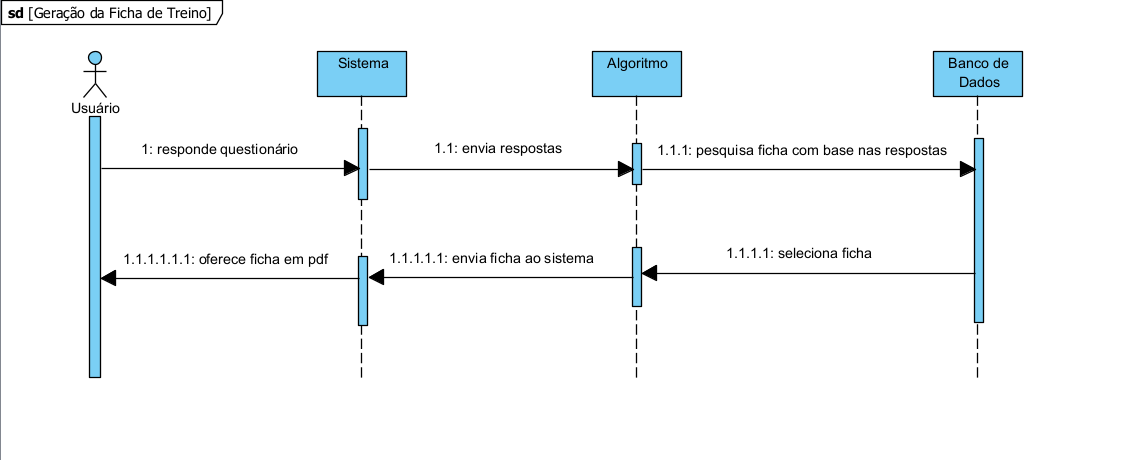 sd [Geração da Ficha de Treino]
Usuário
Sistema
Algoritmo
Banco de
Dados
1: responde questionário
1.1: envia respostas
1.1.1: pesquisa ficha com base nas respostas
1.1.1.1.1.1: oferece ficha em pdf
1.1.1.1.1: envia ficha ao sistema
1.1.1.1: seleciona ficha